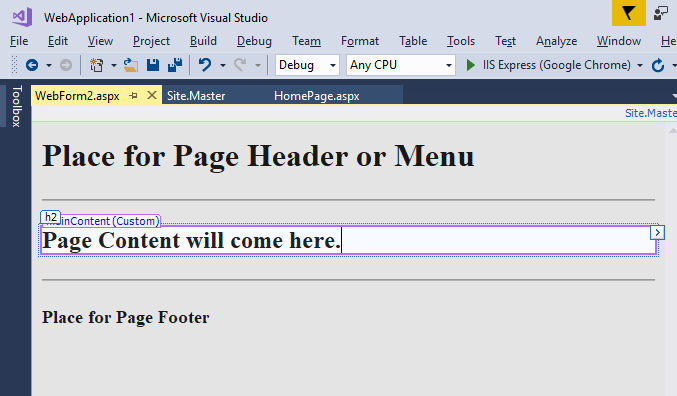 WebApplication1 - Microsoft Visual Studio
File Edit View Project Build Debug Team Format Table Tools Test Analyze Window He
Debug Any CPU IIS Express (Google Chrome)
Toolbox
WebForm2.aspx Site.Master HomePage.aspx
Site.Maste
Place for Page Header or Menu
h2 inContent (Custom)
Page Content will come here.
Place for Page Footer